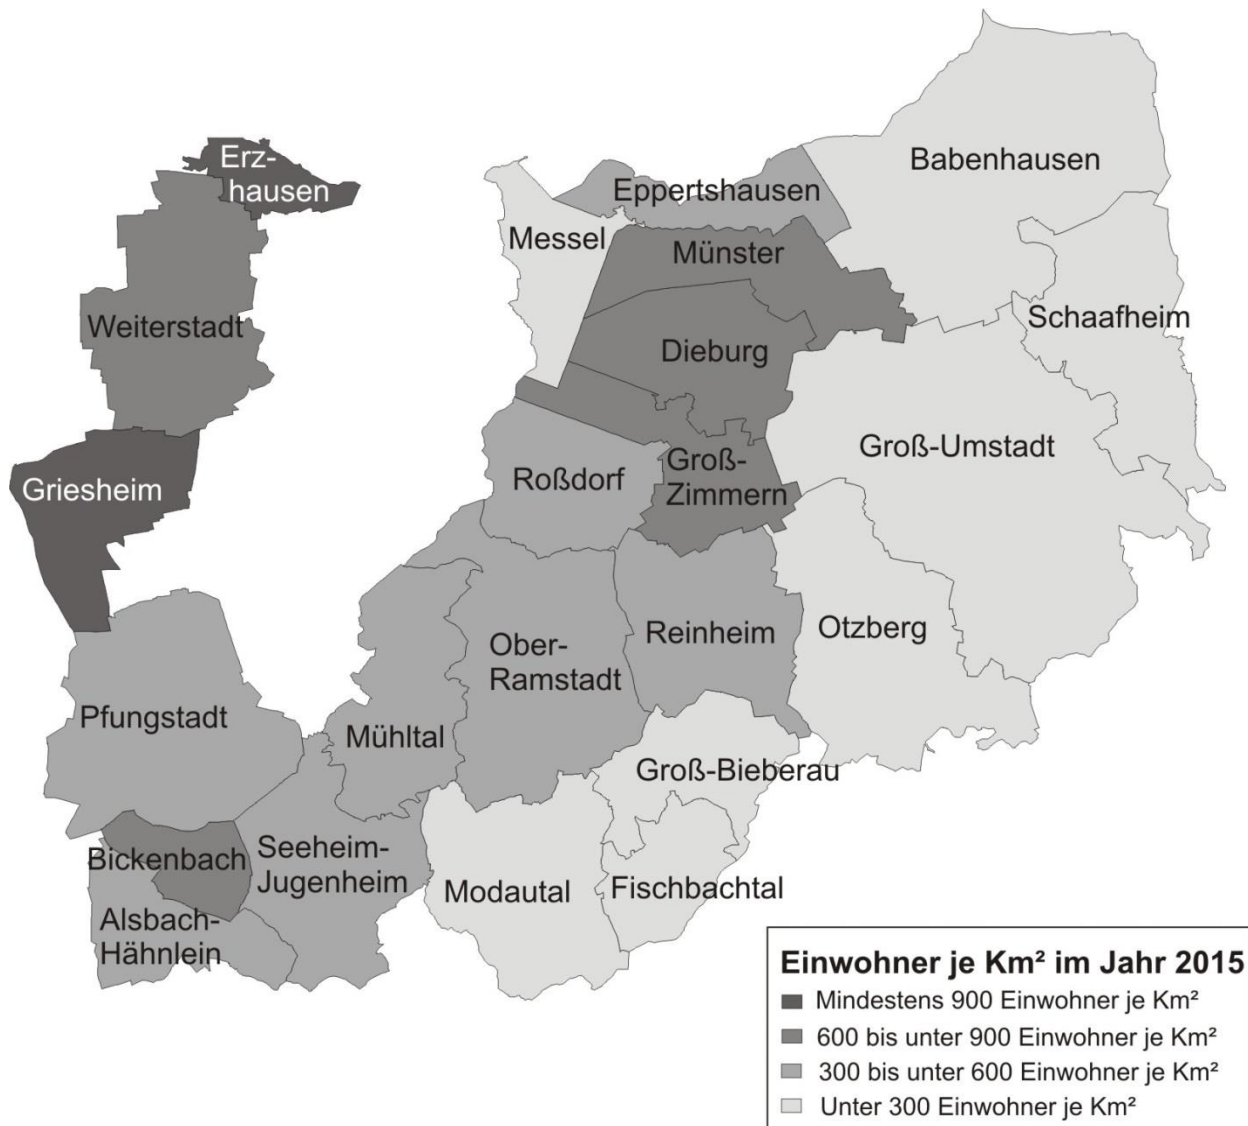 Erz-
hausen
Eppertshausen
Babenhausen
Messel
Münster
Weiterstadt
Dieburg
Schaafheim
Griesheim
Roßdorf
Groß-
Zimmern
Groß-Umstadt
Pfungstadt
Mühltal
Ober-
Ramstadt
Reinheim
Otzberg
Groß-Bieberau
Bickenbach
Seeheim-
Jugenheim
Modautal
Fischbachtal
Alsbach-
Hähnlein
Einwohner je Km² im Jahr 2015
Mindestens 900 Einwohner je Km²
600 bis unter 900 Einwohner je Km²
300 bis unter 600 Einwohner je Km²
Unter 300 Einwohner je Km²